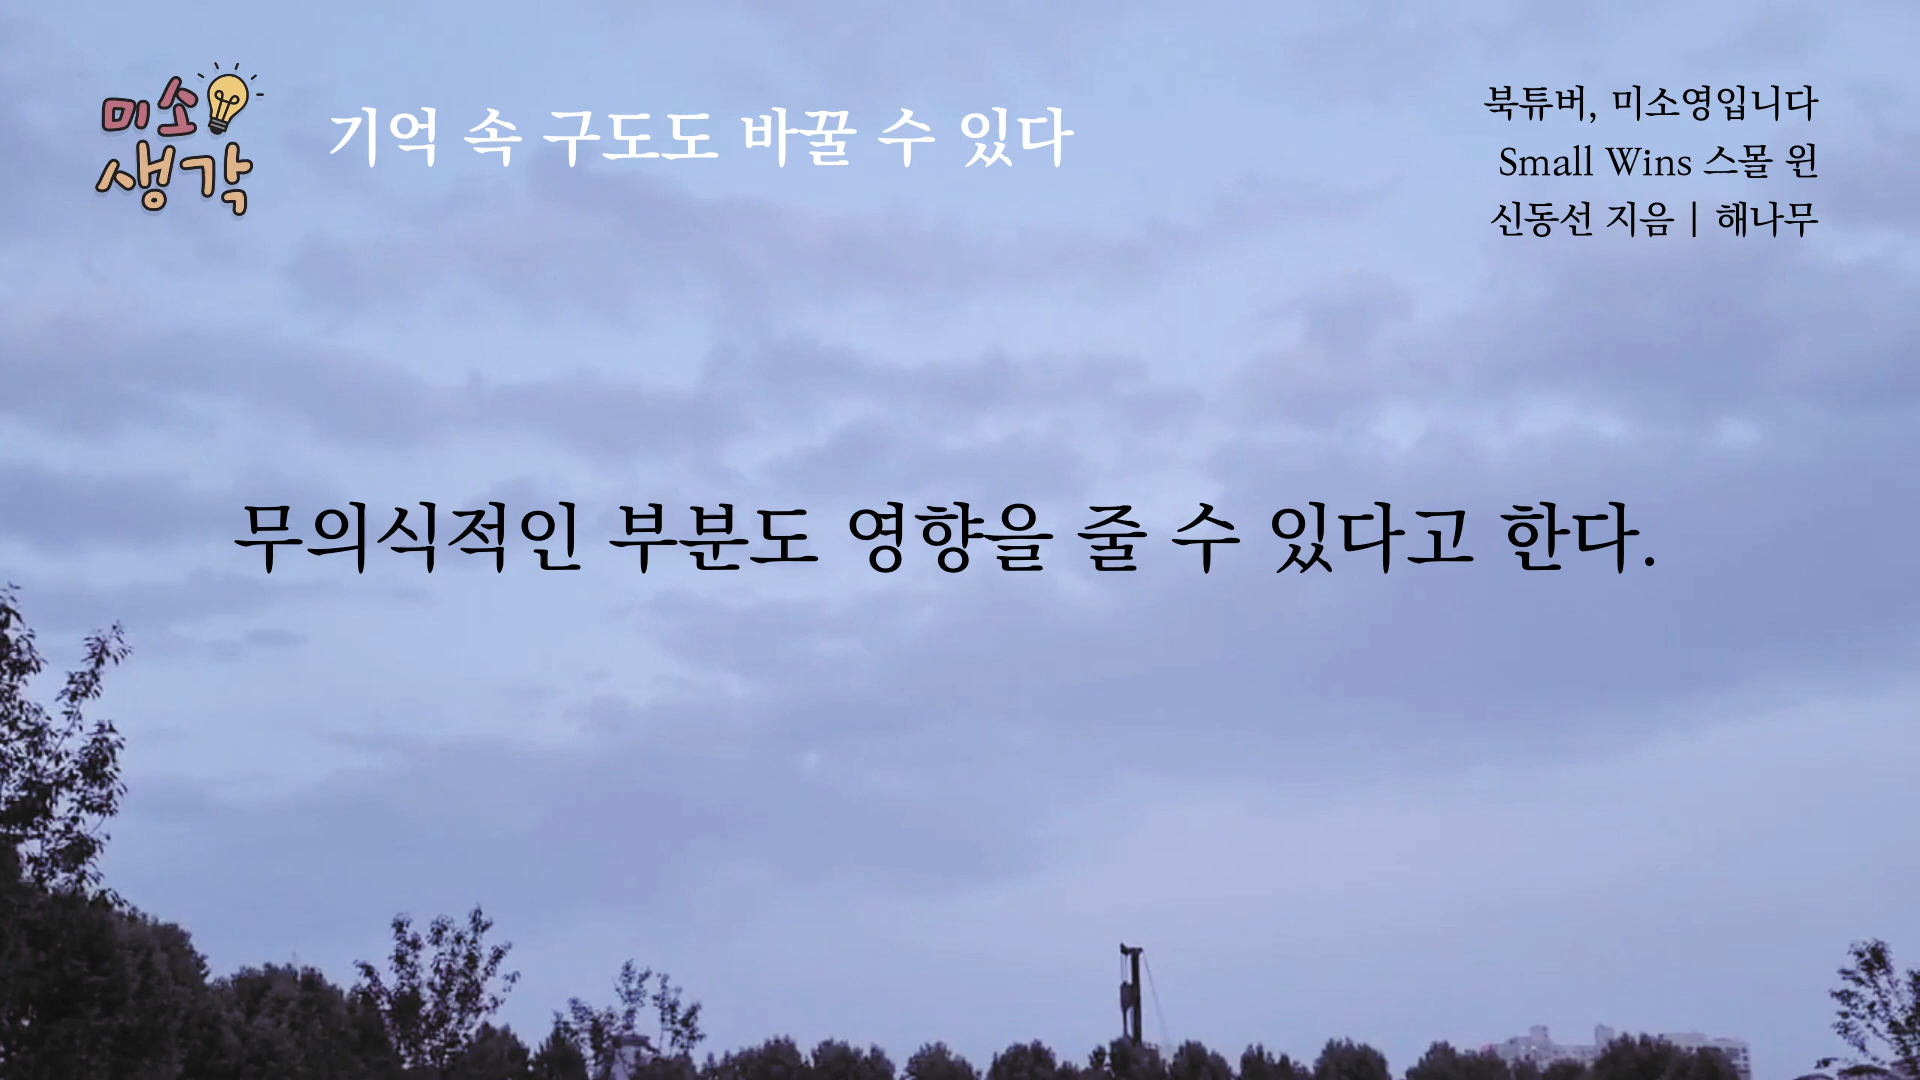 미소
생각
기억 속 구도도 바꿀 수 있다
북튜버, 미소영입니다
Small Wins 스몰 윈
신동선 지음 | 해나무
무의식적인 부분도 영향을 줄 수 있다고 한다.